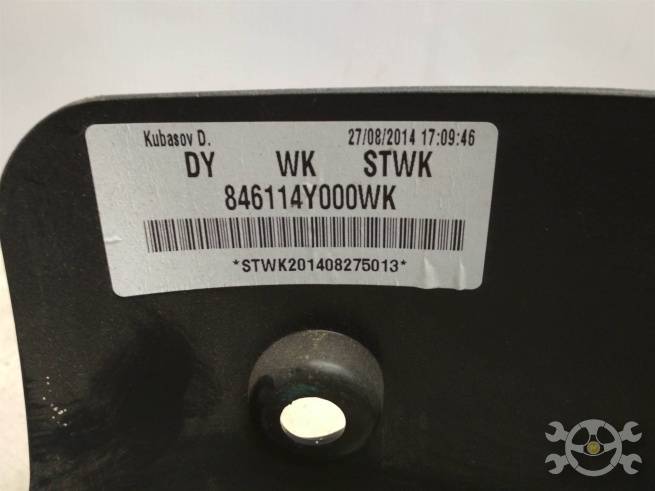 Kubasov D. 27/08/2014 17:09:46
DY WK STWK
846114Y000WK
*STWK201408275013*